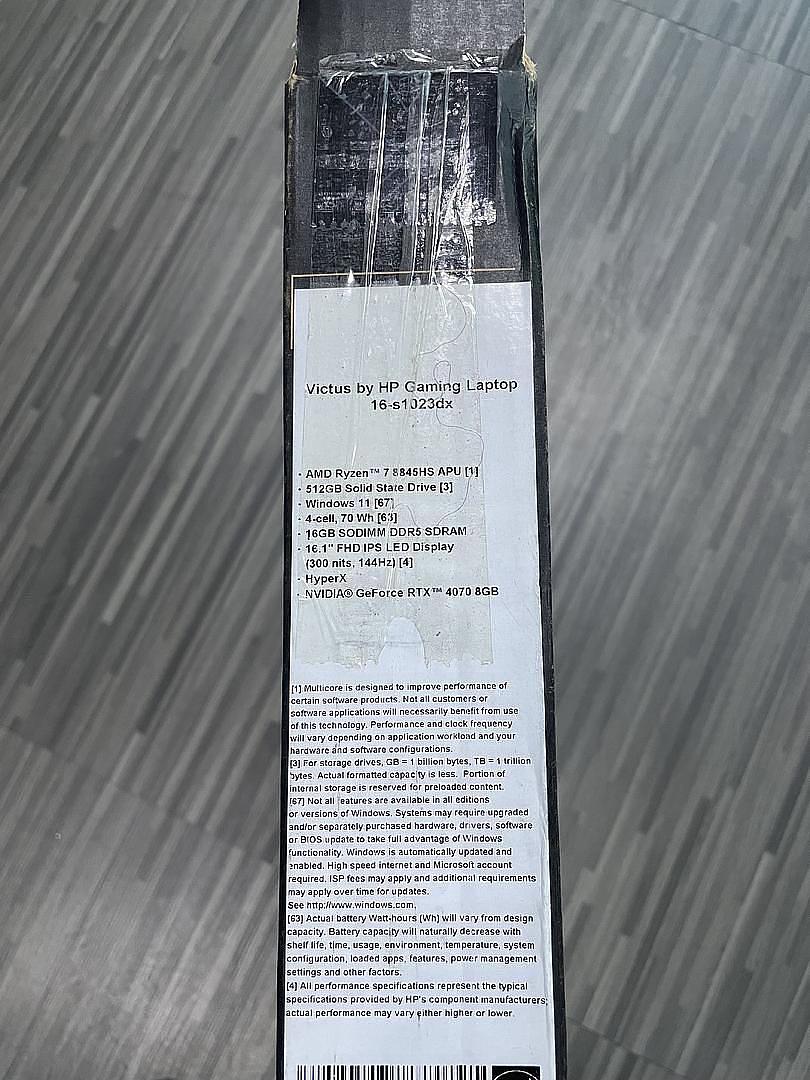 Victus by HP Gaming Laptop
16-s1023dx
· AMD Ryzen™ 7 8845HS APU [1]
· 512GB Solid State Drive [3]
· Windows 11 [67]
· 4-cell, 70 Wh [63]
· 16GB SODIMM DDR5 SDRAM
· 16.1" FHD IPS LED Display
(300 nits, 144Hz) [4]
· HyperX
· NVIDIA® GeForce RTX™ 4070 8GB
[1] Multicore is designed to improve performance of
certain software products. Not all customers or
software applications will necessarily benefit from use
of this technology. Performance and clock frequency
will vary depending on application workload and your
hardware and software configurations.
[3] For storage drives, GB = 1 billion bytes, TB = 1 trillion
bytes. Actual formatted capacity is less. Portion of
internal storage is reserved for preloaded content.
[67] Not all features are available in all editions
or versions of Windows. Systems may require upgraded
and/or separately purchased hardware, drivers, software
or BIOS update to take full advantage of Windows
functionality. Windows is automatically updated and
enabled. High speed internet and Microsoft account
required. ISP fees may apply and additional requirements
may apply over time for updates.
See http://www.windows.com.
[63] Actual battery Watt-hours (Wh) will vary from design
capacity. Battery capacity will naturally decrease with
shelf life, time, usage, environment, temperature, system
configuration, loaded apps, features, power management
settings and other factors.
[4] All performance specifications represent the typical
specifications provided by HP's component manufacturers;
actual performance may vary either higher or lower.